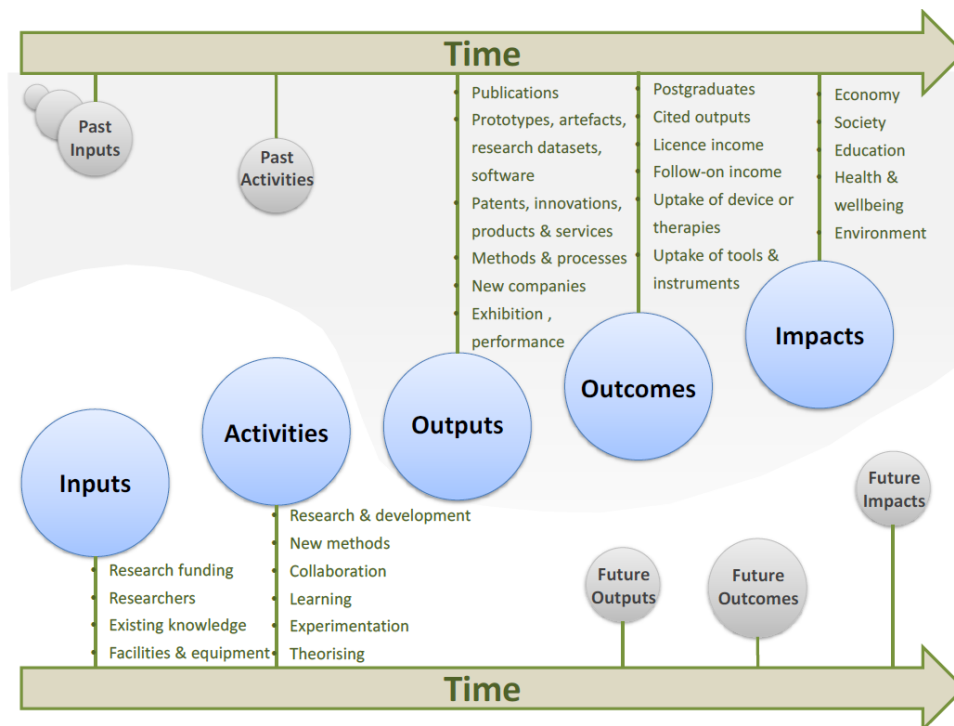 Time
Past
Inputs
Past
Activities
• Publications
• Prototypes, artefacts,
research datasets,
software
• Patents, innovations,
products & services
• Methods & processes
• New companies
• Exhibition ,
performance
• Postgraduates
• Cited outputs
• Licence income
• Follow-on income
• Uptake of device or
therapies
• Uptake of tools &
instruments
• Economy
• Society
• Education
• Health &
wellbeing
• Environment
Inputs
Activities
Outputs
Outcomes
Impacts
• Research funding
• Researchers
• Existing knowledge
• Facilities & equipment
• Research & development
• New methods
• Collaboration
• Learning
• Experimentation
• Theorising
Future
Outputs
Future
Outcomes
Future
Impacts
Time